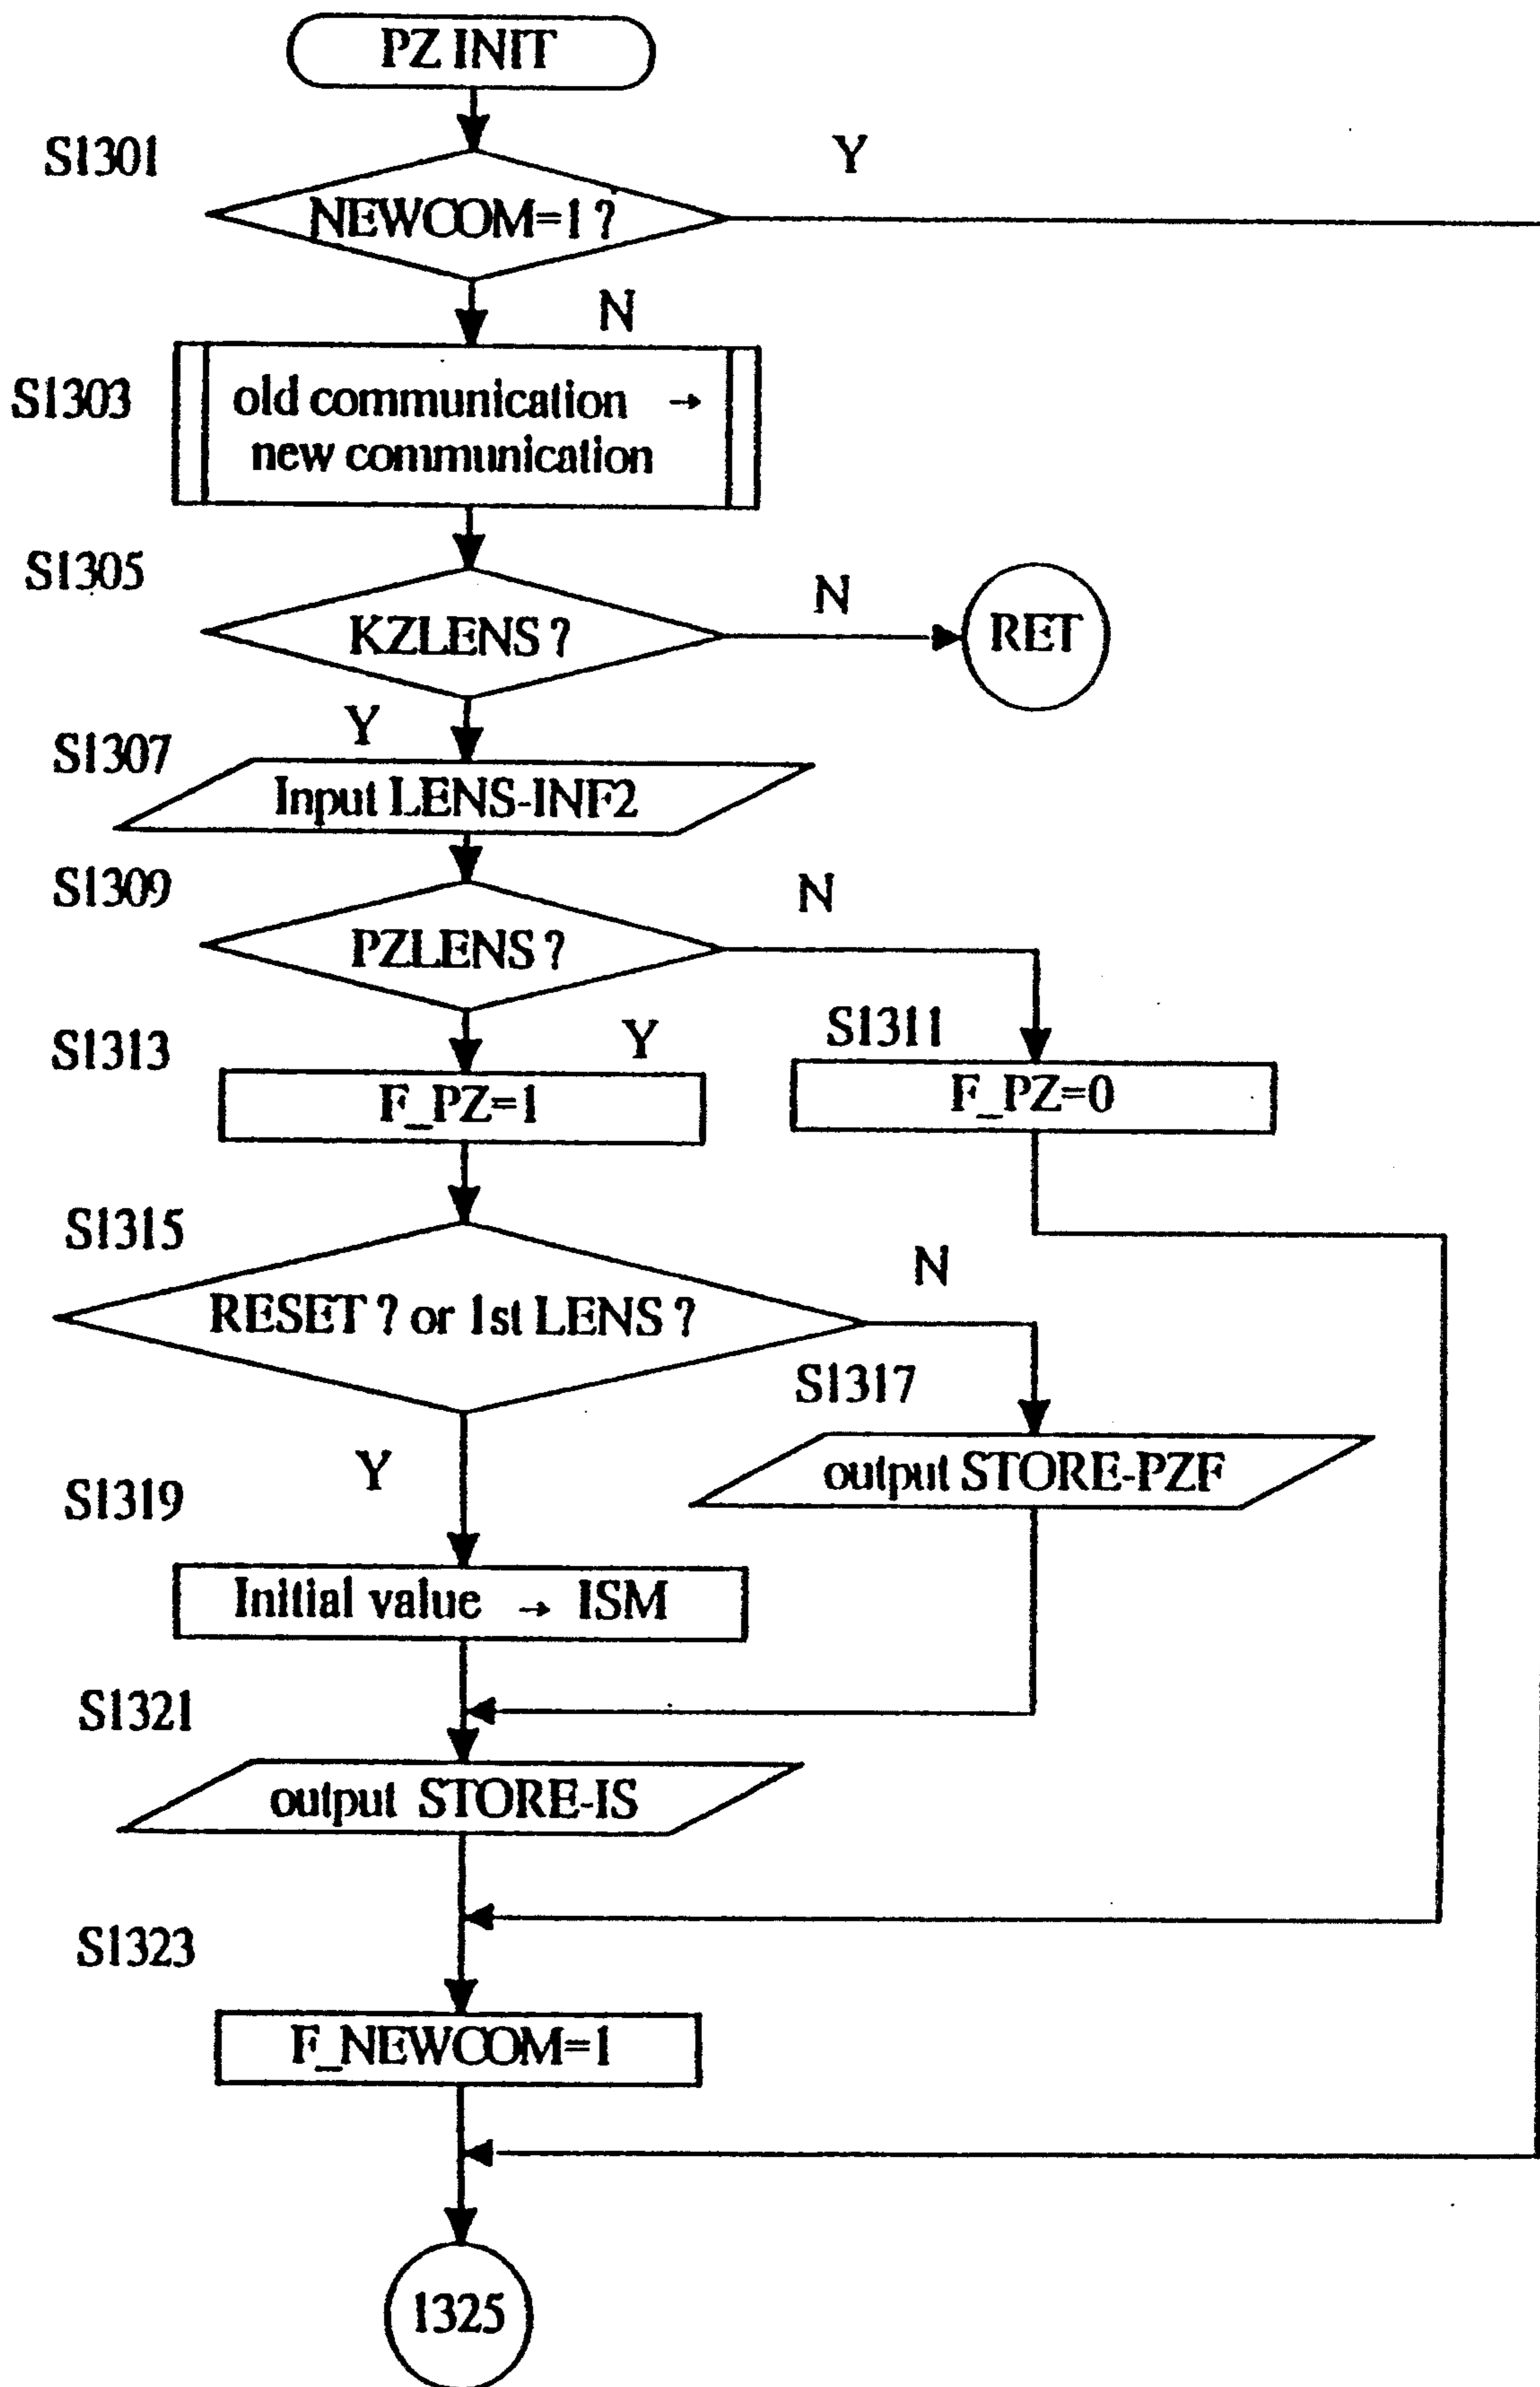 PZ INIT
S1301
Y
NEWCOM=1 ?
N
S1303
old communication →
new communication
S1305
KZLENS ?
N
RET
Y
S1307
Input LENS-INF2
S1309
N
PZLENS ?
S1313
Y
S1311
F_PZ=1
F_PZ=0
S1315
N
RESET ? or 1st LENS ?
S1317
Y
output STORE-PZF
S1319
Initial value → ISM
S1321
output STORE-IS
S1323
F_NEWCOM=1
1325